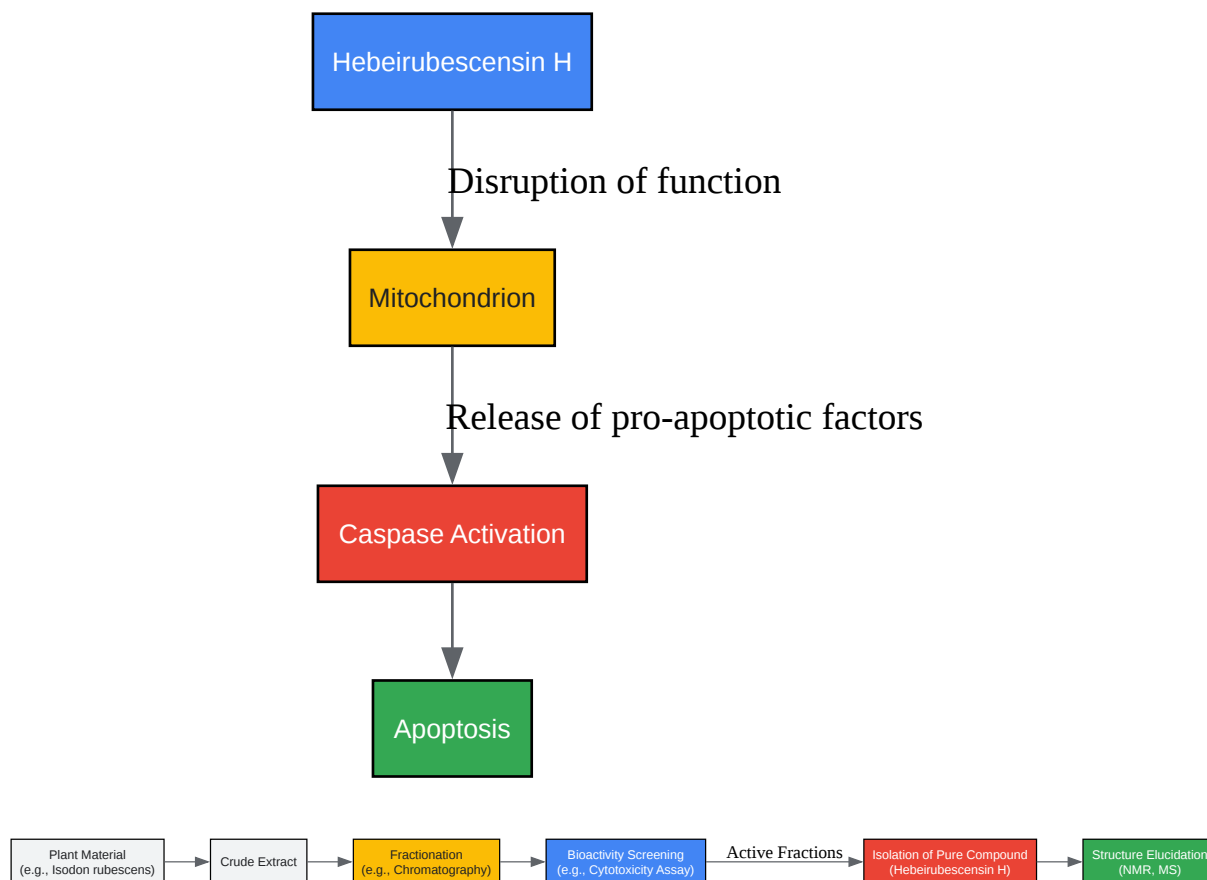 Hebeirubescensin H
Disruption of function
Mitochondrion
Release of pro-apoptotic factors
Caspase Activation
Apoptosis
Plant Material
(e.g., Isodon rubescens)
Crude Extract
Fractionation
(e.g., Chromatography)
Bioactivity Screening
(e.g., Cytotoxicity Assay)
Active Fractions
Isolation of Pure Compound
(Hebeirubescensin H)
Structure Elucidation
(NMR, MS)